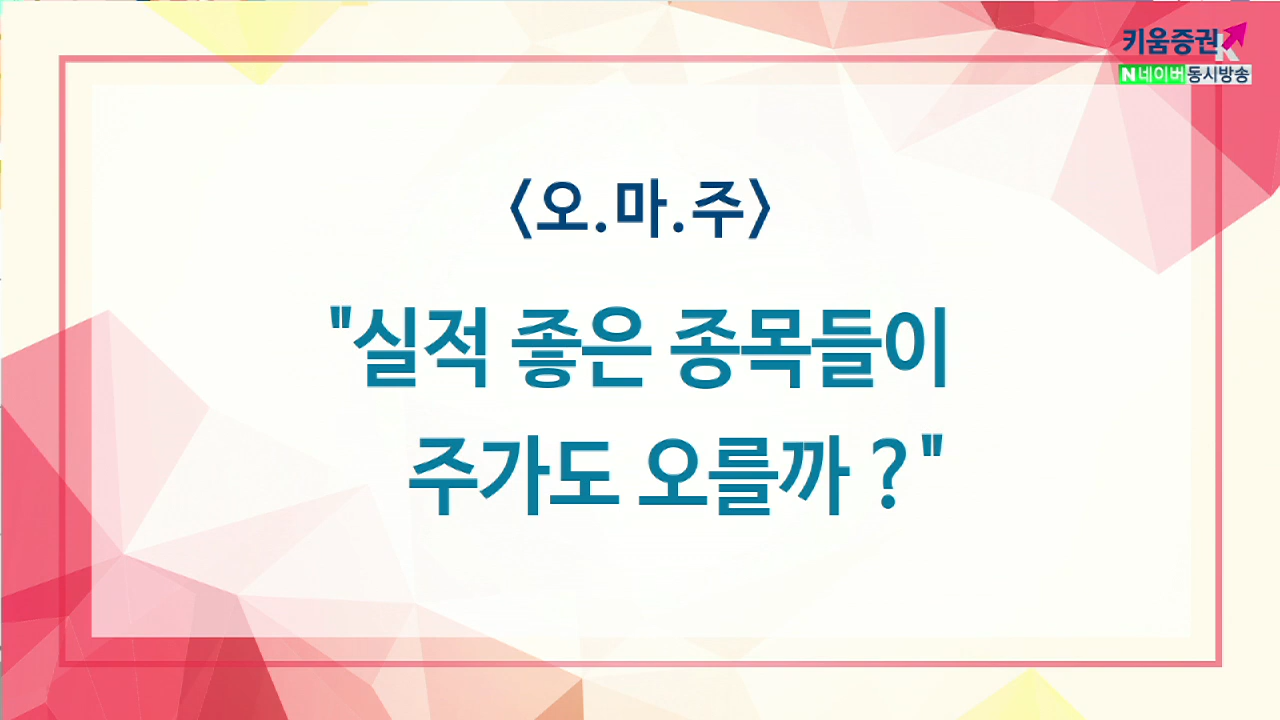 키움증권
N 네이버 동시방송
〈오.마.주〉
"실적 좋은 종목들이
주가도 오를까 ?"